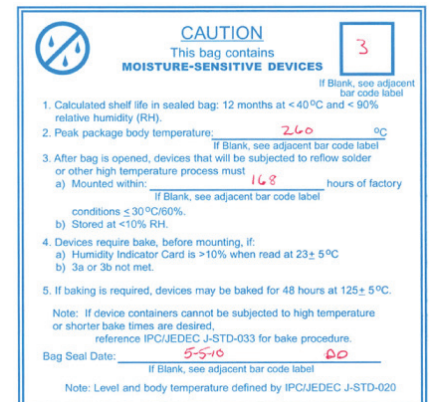 CAUTION
This bag contains
MOISTURE-SENSITIVE DEVICES
3
If Blank, see adjacent
bar code label
1. Calculated shelf life in sealed bag: 12 months at < 40°C and < 90%
relative humidity (RH).
2. Peak package body temperature: 260 °C
If Blank, see adjacent bar code label
3. After bag is opened, devices that will be subjected to reflow solder
or other high temperature process must
a) Mounted within: 168 hours of factory
If Blank, see adjacent bar code label
conditions ≤ 30°C/60%.
b) Stored at <10% RH.
4. Devices require bake, before mounting, if:
a) Humidity Indicator Card is >10% when read at 23± 5°C
b) 3a or 3b not met.
5. If baking is required, devices may be baked for 48 hours at 125± 5°C.
Note: If device containers cannot be subjected to high temperature
or shorter bake times are desired,
reference IPC/JEDEC J-STD-033 for bake procedure.
Bag Seal Date: 5-5-10 DO
If Blank, see adjacent bar code label
Note: Level and body temperature defined by IPC/JEDEC J-STD-020